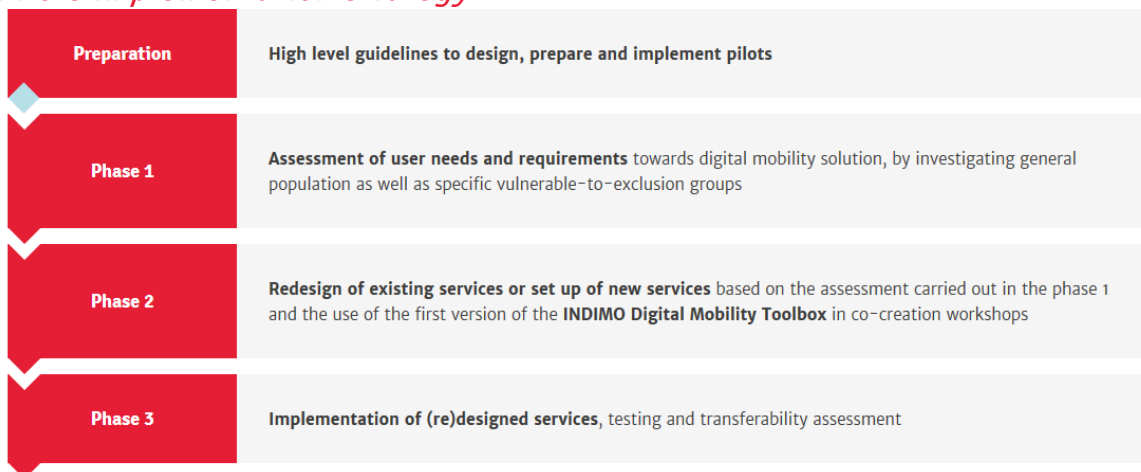 Preparation
High level guidelines to design, prepare and implement pilots
Phase 1
Assessment of user needs and requirements towards digital mobility solution, by investigating general
population as well as specific vulnerable-to-exclusion groups
Phase 2
Redesign of existing services or set up of new services based on the assessment carried out in the phase 1
and the use of the first version of the INDIMO Digital Mobility Toolbox in co-creation workshops
Phase 3
Implementation of (re)designed services, testing and transferability assessment